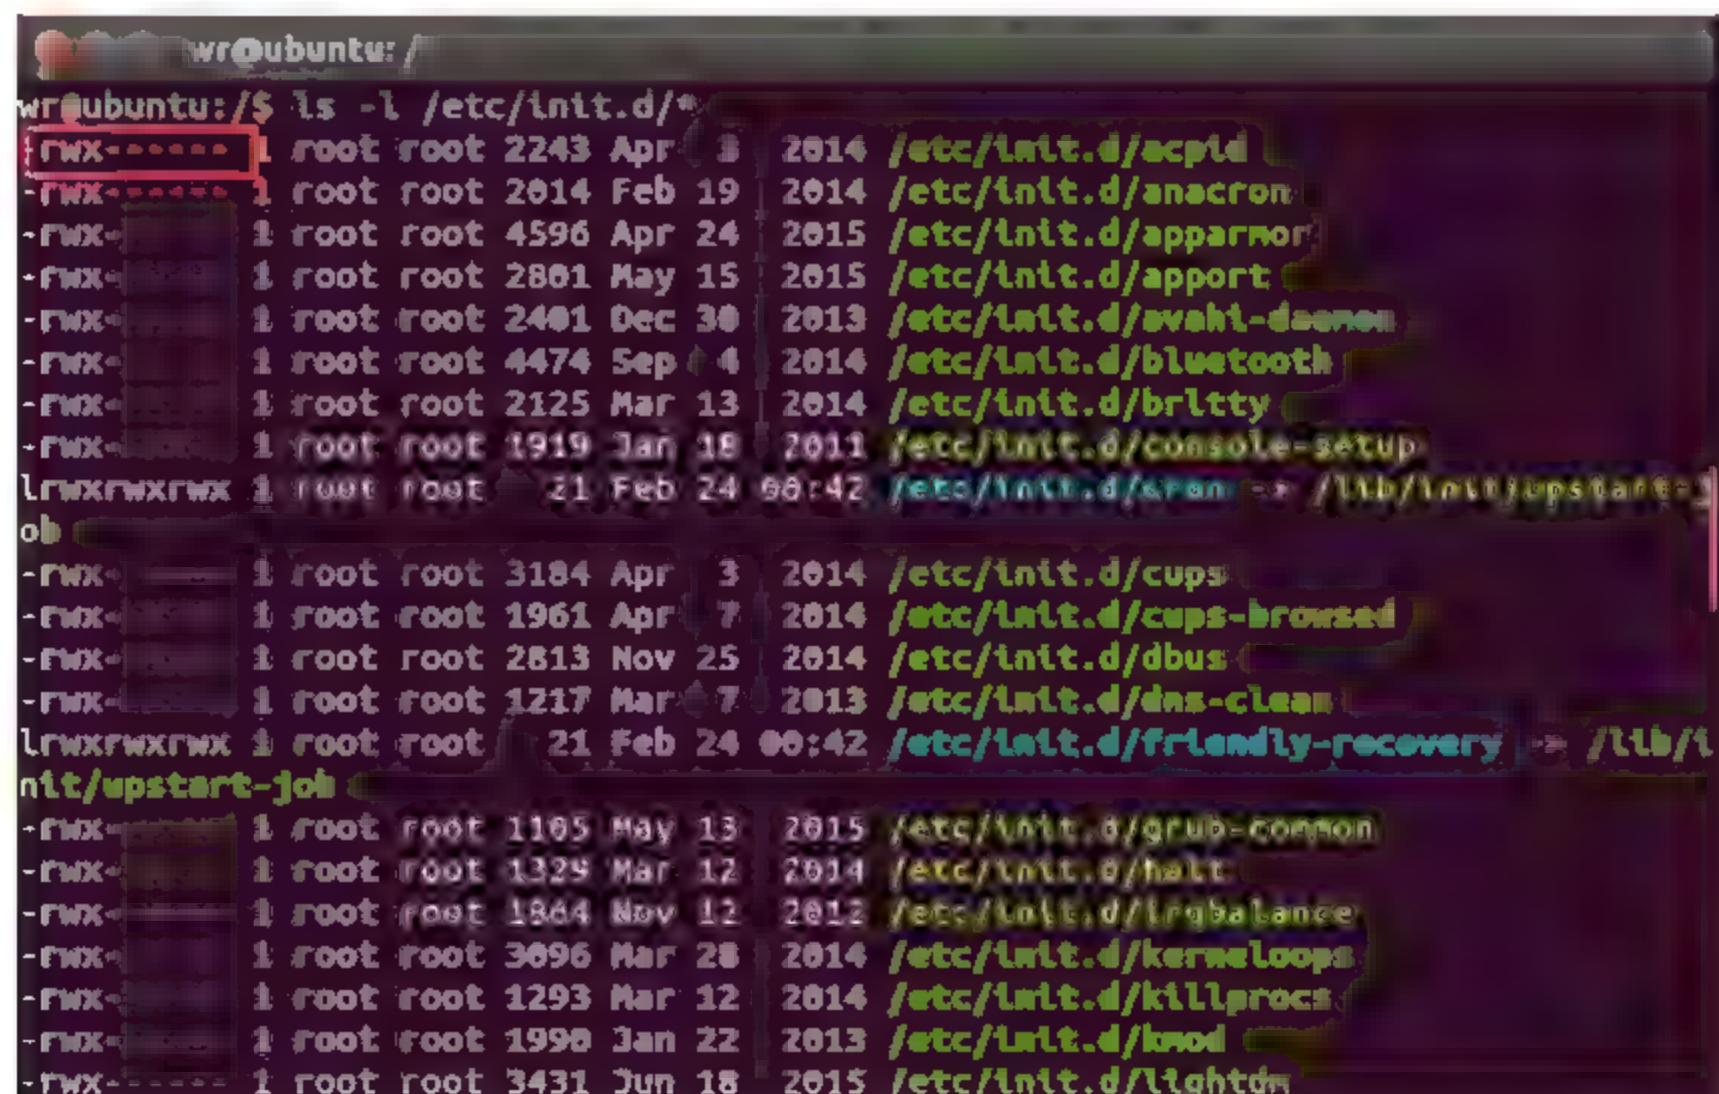 wr@ubuntu: /
wr@ubuntu:/$ ls -l /etc/init.d/*
-rwx------ 1 root root 2243 Apr  3  2014 /etc/init.d/acpid
-rwx------ 1 root root 2014 Feb 19  2014 /etc/init.d/anacron
-rwx 1 root root 4596 Apr 24  2015 /etc/init.d/apparmor
-rwx 1 root root 2801 May 15  2015 /etc/init.d/apport
-rwx 1 root root 2401 Dec 30  2013 /etc/init.d/avahi-daemon
-rwx 1 root root 4474 Sep  4  2014 /etc/init.d/bluetooth
-rwx 1 root root 2125 Mar 13  2014 /etc/init.d/brltty
-rwx 1 root root 1919 Jan 18  2011 /etc/init.d/console-setup
lrwxrwxrwx 1 root root   21 Feb 24 00:42 /etc/init.d/cron -> /lib/init/upstart-j
ob
-rwx 1 root root 3184 Apr  3  2014 /etc/init.d/cups
-rwx 1 root root 1961 Apr  7  2014 /etc/init.d/cups-browsed
-rwx 1 root root 2813 Nov 25  2014 /etc/init.d/dbus
-rwx 1 root root 1217 Mar  7  2013 /etc/init.d/dns-clean
lrwxrwxrwx 1 root root   21 Feb 24 00:42 /etc/init.d/friendly-recovery -> /lib/i
nit/upstart-job
-rwx 1 root root 1105 May 13  2015 /etc/init.d/grub-common
-rwx 1 root root 1329 Mar 12  2014 /etc/init.d/halt
-rwx 1 root root 1864 Nov 12  2012 /etc/init.d/irqbalance
-rwx 1 root root 3096 Mar 28  2014 /etc/init.d/kerneloops
-rwx 1 root root 1293 Mar 12  2014 /etc/init.d/killprocs
-rwx 1 root root 1990 Jan 22  2013 /etc/init.d/kmod
-rwx------ 1 root root 3431 Jun 18  2015 /etc/init.d/lightdm